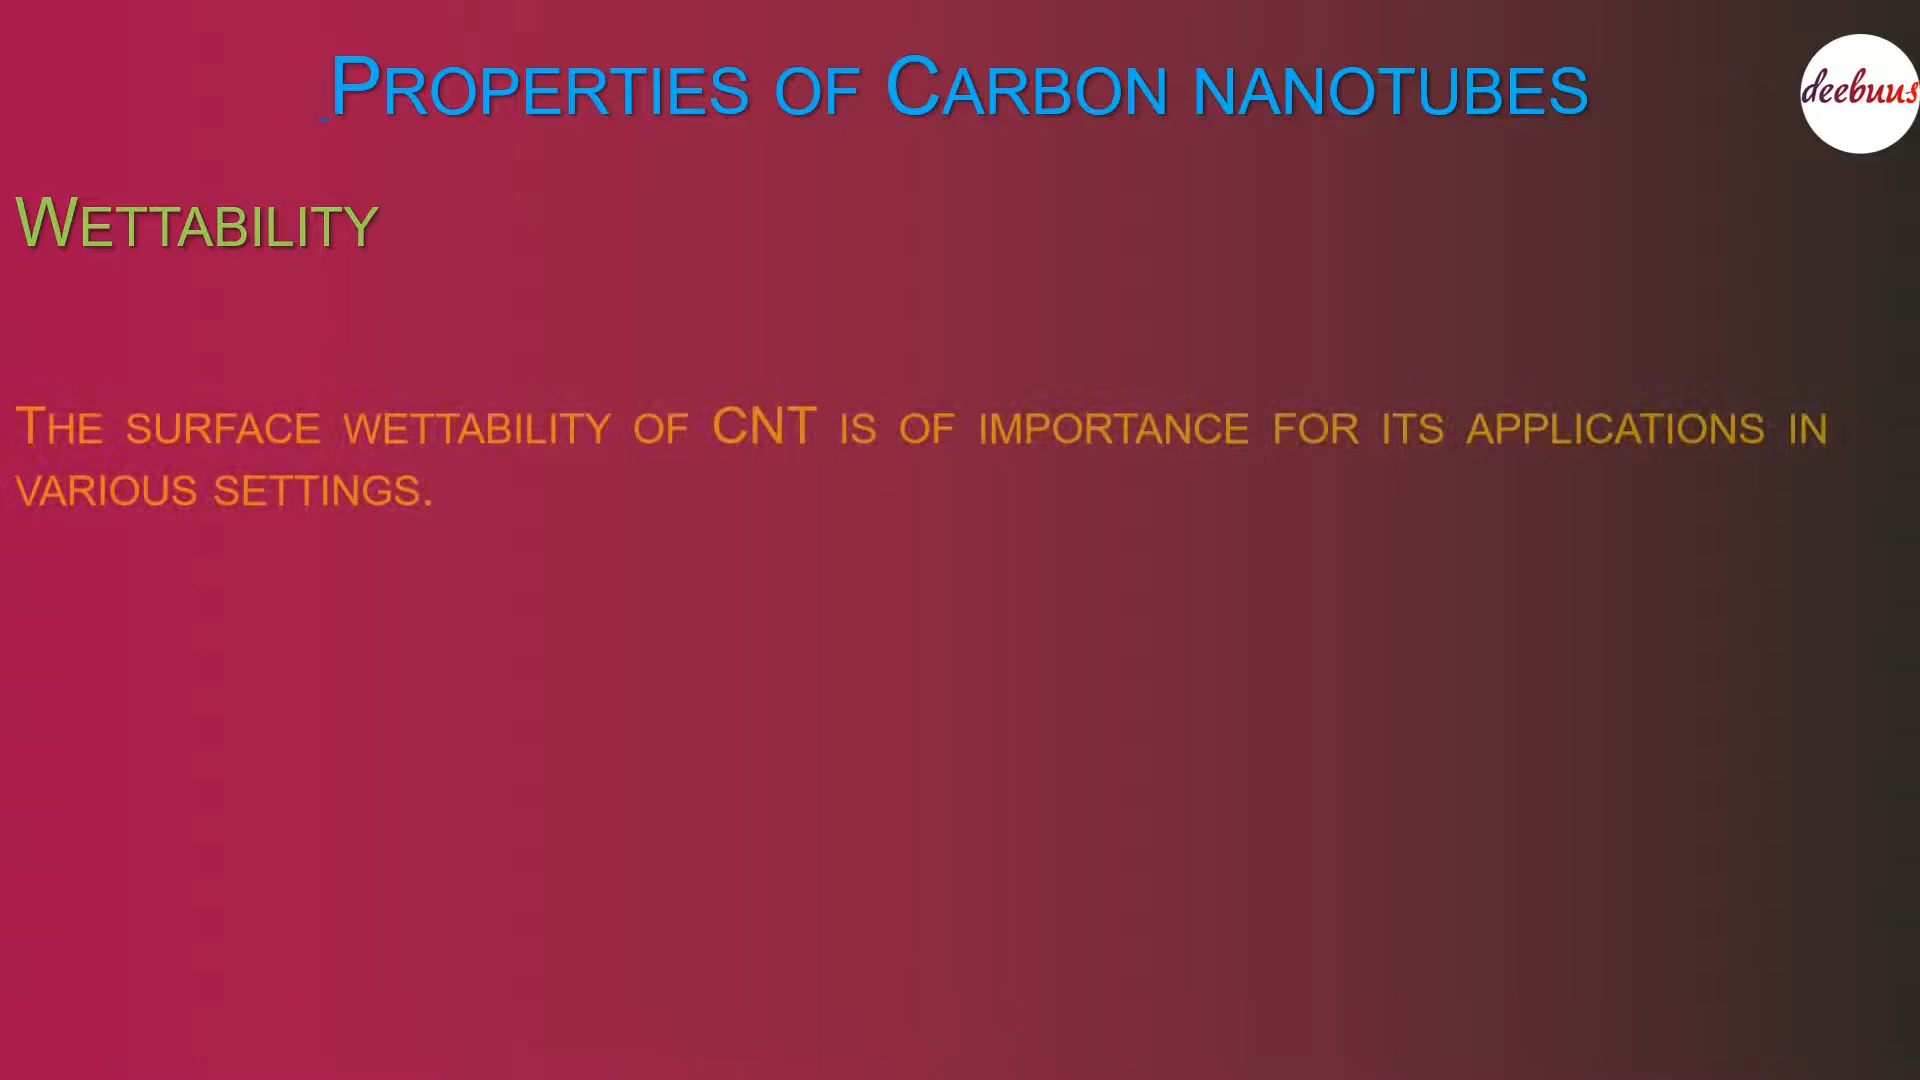 Properties of Carbon nanotubes
deebuus
Wettability
The surface wettability of CNT is of importance for its applications in
various settings.